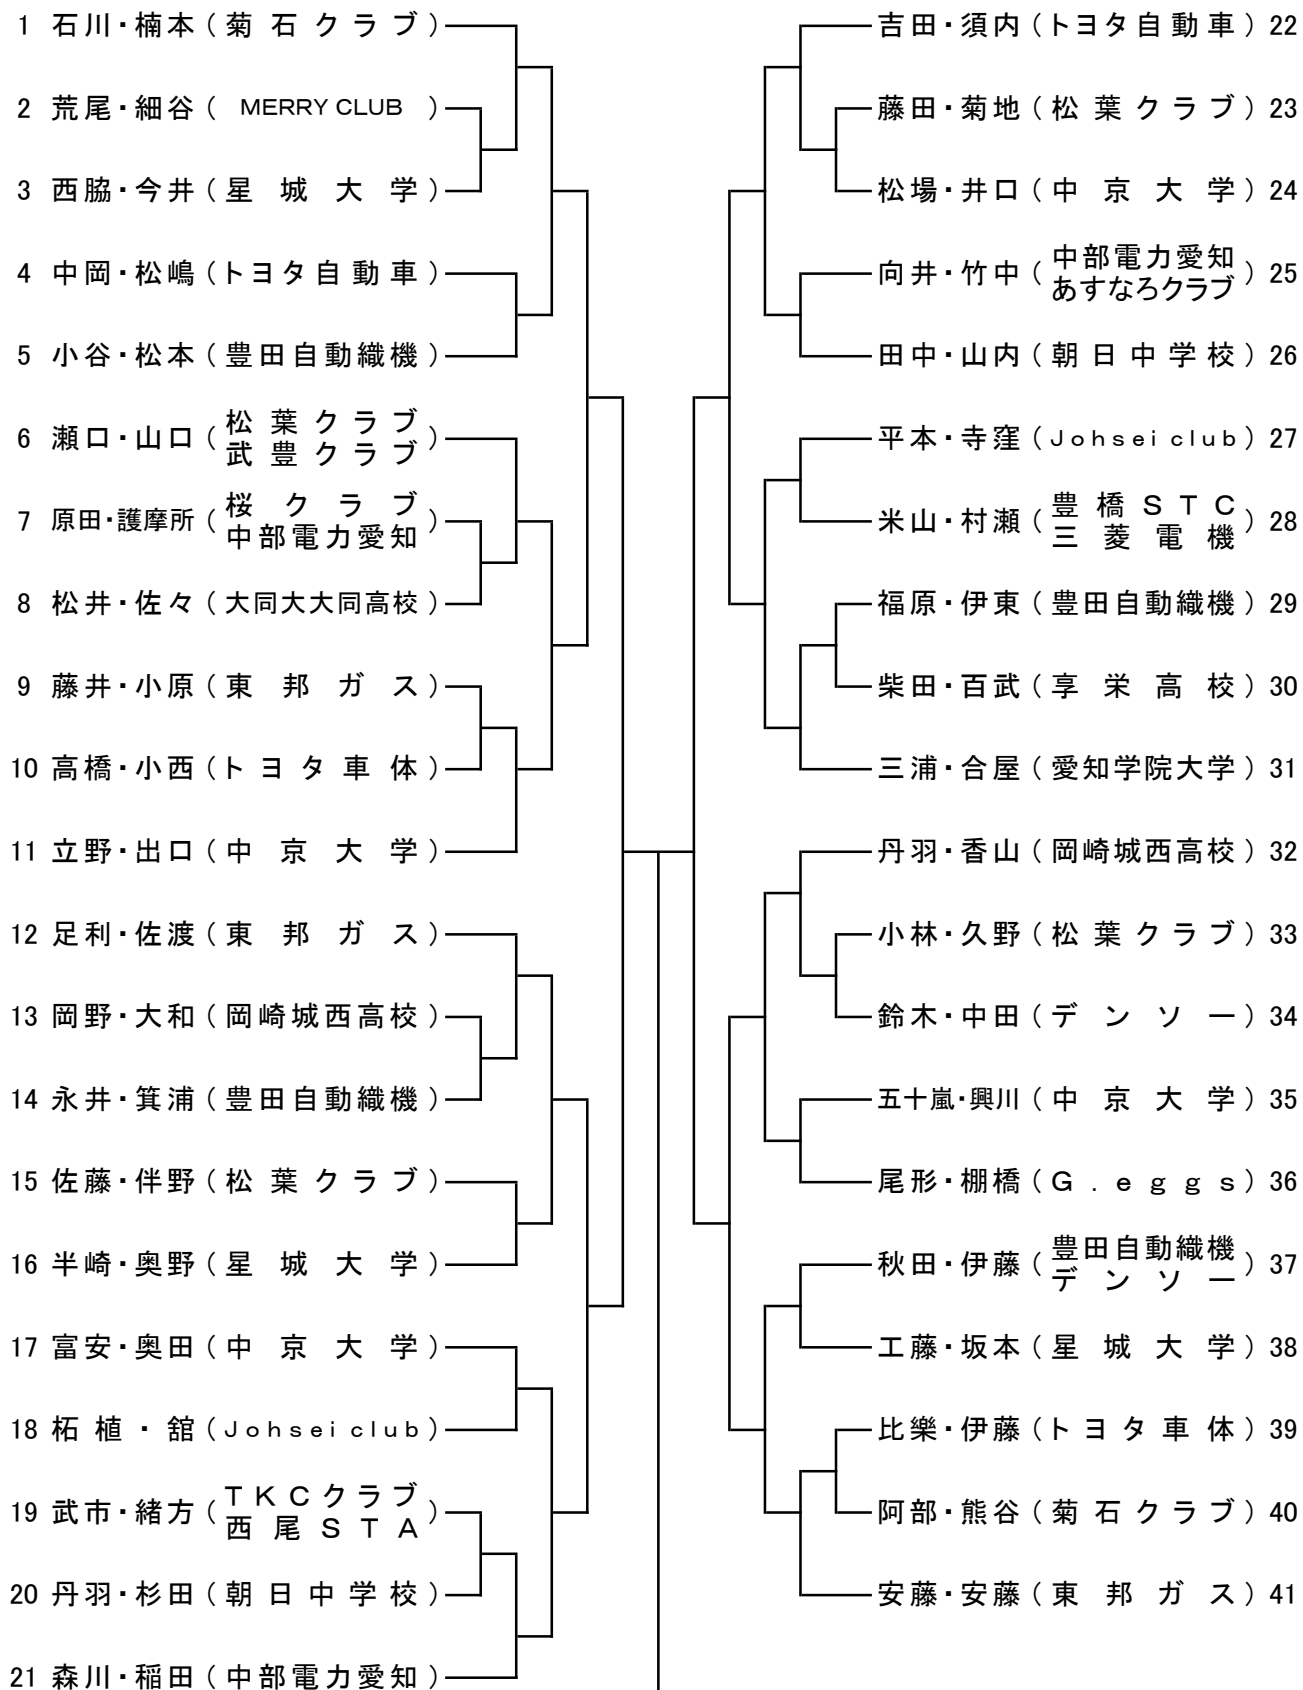 1 石川・楠本（菊石クラブ）
2 荒尾・細谷（MERRY CLUB）
3 西脇・今井（星城大学）
4 中岡・松嶋（トヨタ自動車）
5 小谷・松本（豊田自動織機）
6 瀬口・山口（松葉クラブ
武豊クラブ）
7 原田・護摩所（桜クラブ
中部電力愛知）
8 松井・佐々（大同大大同高校）
9 藤井・小原（東邦ガス）
10 高橋・小西（トヨタ車体）
11 立野・出口（中京大学）
12 足利・佐渡（東邦ガス）
13 岡野・大和（岡崎城西高校）
14 永井・箕浦（豊田自動織機）
15 佐藤・伴野（松葉クラブ）
16 半崎・奥野（星城大学）
17 富安・奥田（中京大学）
18 柘植・舘（Johsei club）
19 武市・緒方（TKCクラブ
西尾STA）
20 丹羽・杉田（朝日中学校）
21 森川・稲田（中部電力愛知）
吉田・須内（トヨタ自動車）22
藤田・菊地（松葉クラブ）23
松場・井口（中京大学）24
向井・竹中（中部電力愛知
あすなろクラブ）25
田中・山内（朝日中学校）26
平本・寺窪（Johsei club）27
米山・村瀬（豊橋STC
三菱電機）28
福原・伊東（豊田自動織機）29
柴田・百武（享栄高校）30
三浦・合屋（愛知学院大学）31
丹羽・香山（岡崎城西高校）32
小林・久野（松葉クラブ）33
鈴木・中田（デンソー）34
五十嵐・興川（中京大学）35
尾形・棚橋（G.eggs）36
秋田・伊藤（豊田自動織機
デンソー）37
工藤・坂本（星城大学）38
比樂・伊藤（トヨタ車体）39
阿部・熊谷（菊石クラブ）40
安藤・安藤（東邦ガス）41